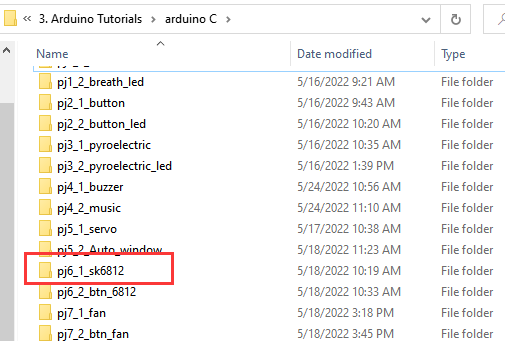 « 3. Arduino Tutorials > arduino C >
Name Date modified Type
pj1_2_breath_led 5/16/2022 9:21 AM File folder
pj2_1_button 5/16/2022 9:43 AM File folder
pj2_2_button_led 5/16/2022 10:20 AM File folder
pj3_1_pyroelectric 5/16/2022 10:35 AM File folder
pj3_2_pyroelectric_led 5/16/2022 1:39 PM File folder
pj4_1_buzzer 5/24/2022 10:56 AM File folder
pj4_2_music 5/24/2022 11:10 AM File folder
pj5_1_servo 5/17/2022 10:38 AM File folder
pj5_2_Auto_window 5/18/2022 11:23 AM File folder
pj6_1_sk6812 5/18/2022 10:19 AM File folder
pj6_2_btn_6812 5/18/2022 10:33 AM File folder
pj7_1_fan 5/18/2022 3:18 PM File folder
pj7_2_btn_fan 5/18/2022 3:45 PM File folder